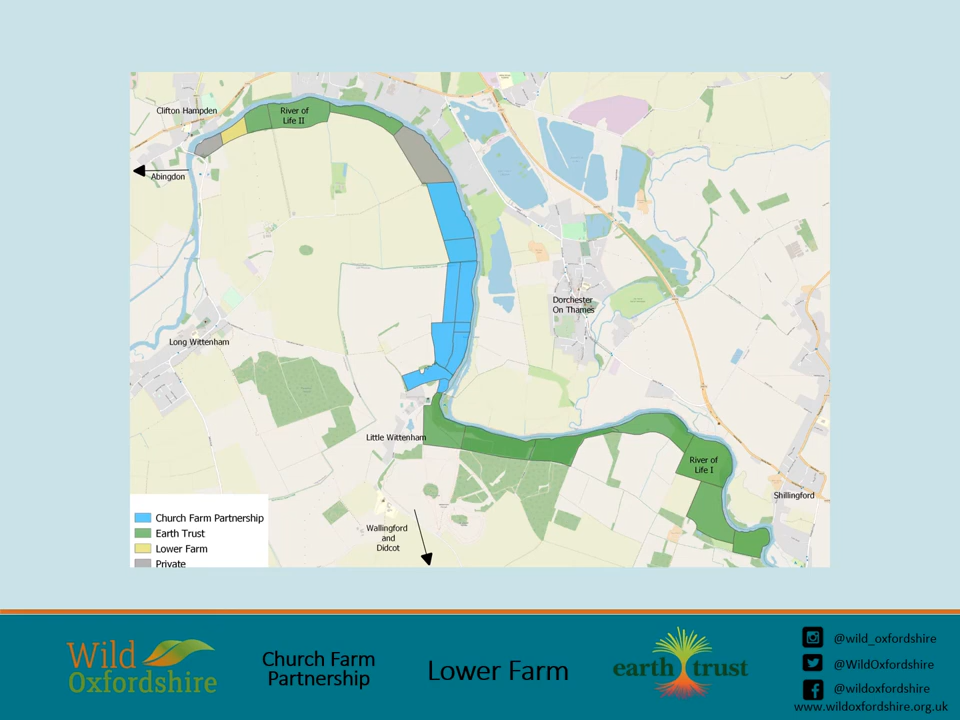 Clifton Hampden
River of
Life II
Abingdon
Dorchester
On Thames
Long Wittenham
Little Wittenham
River of
Life I
Shillingford
Wallingford
and
Didcot
Church Farm Partnership
Earth Trust
Lower Farm
Private
Wild
Oxfordshire
Church Farm
Partnership
Lower Farm
earth trust
@wild_oxfordshire
@WildOxfordshire
@wildoxfordshire
www.wildoxfordshire.org.uk